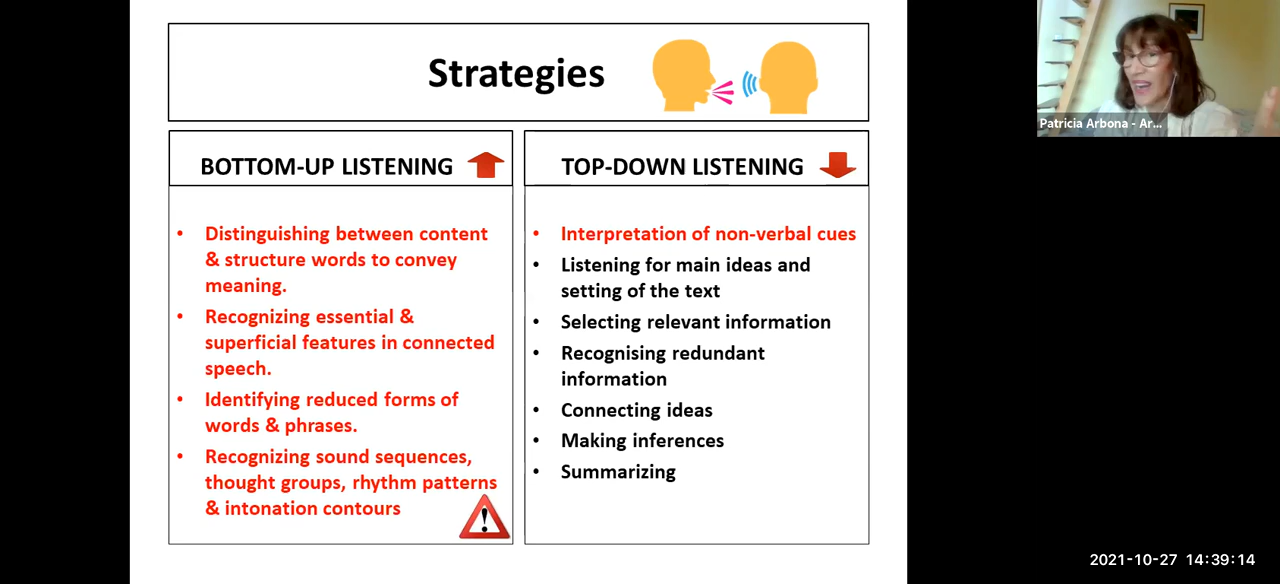 Strategies
BOTTOM-UP LISTENING
• Distinguishing between content
& structure words to convey
meaning.
• Recognizing essential &
superficial features in connected
speech.
• Identifying reduced forms of
words & phrases.
• Recognizing sound sequences,
thought groups, rhythm patterns
& intonation contours
TOP-DOWN LISTENING
• Interpretation of non-verbal cues
• Listening for main ideas and
setting of the text
• Selecting relevant information
• Recognising redundant
information
• Connecting ideas
• Making inferences
• Summarizing
Patricia Arbona - Ar...
2021-10-27 14:39:14